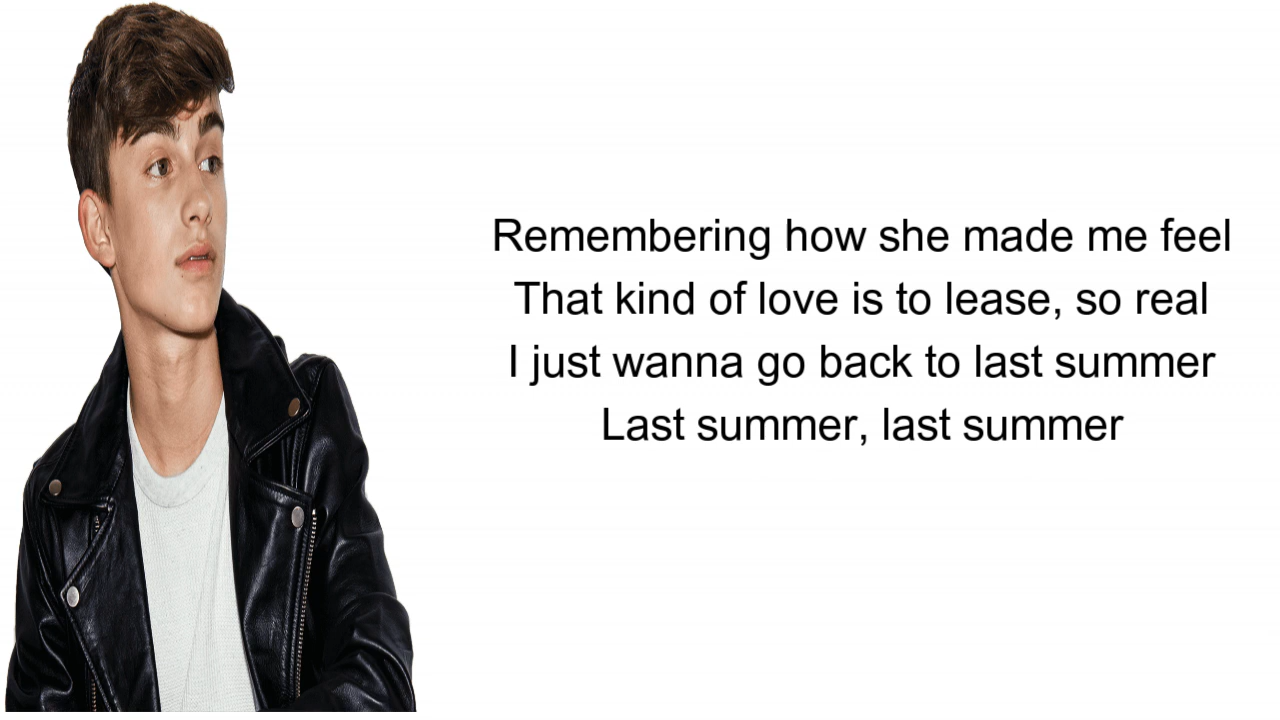 Remembering how she made me feel
That kind of love is to lease, so real
I just wanna go back to last summer
Last summer, last summer